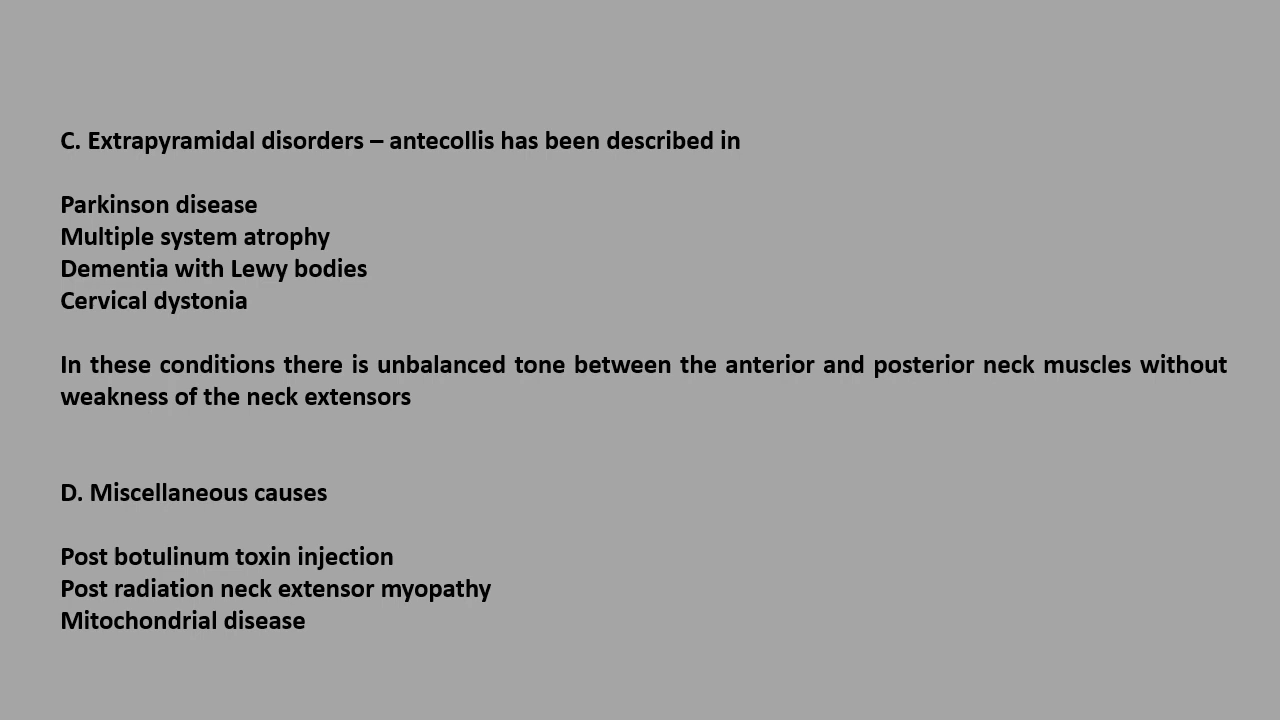 C. Extrapyramidal disorders – antecollis has been described in
Parkinson disease
Multiple system atrophy
Dementia with Lewy bodies
Cervical dystonia
In these conditions there is unbalanced tone between the anterior and posterior neck muscles without
weakness of the neck extensors
D. Miscellaneous causes
Post botulinum toxin injection
Post radiation neck extensor myopathy
Mitochondrial disease